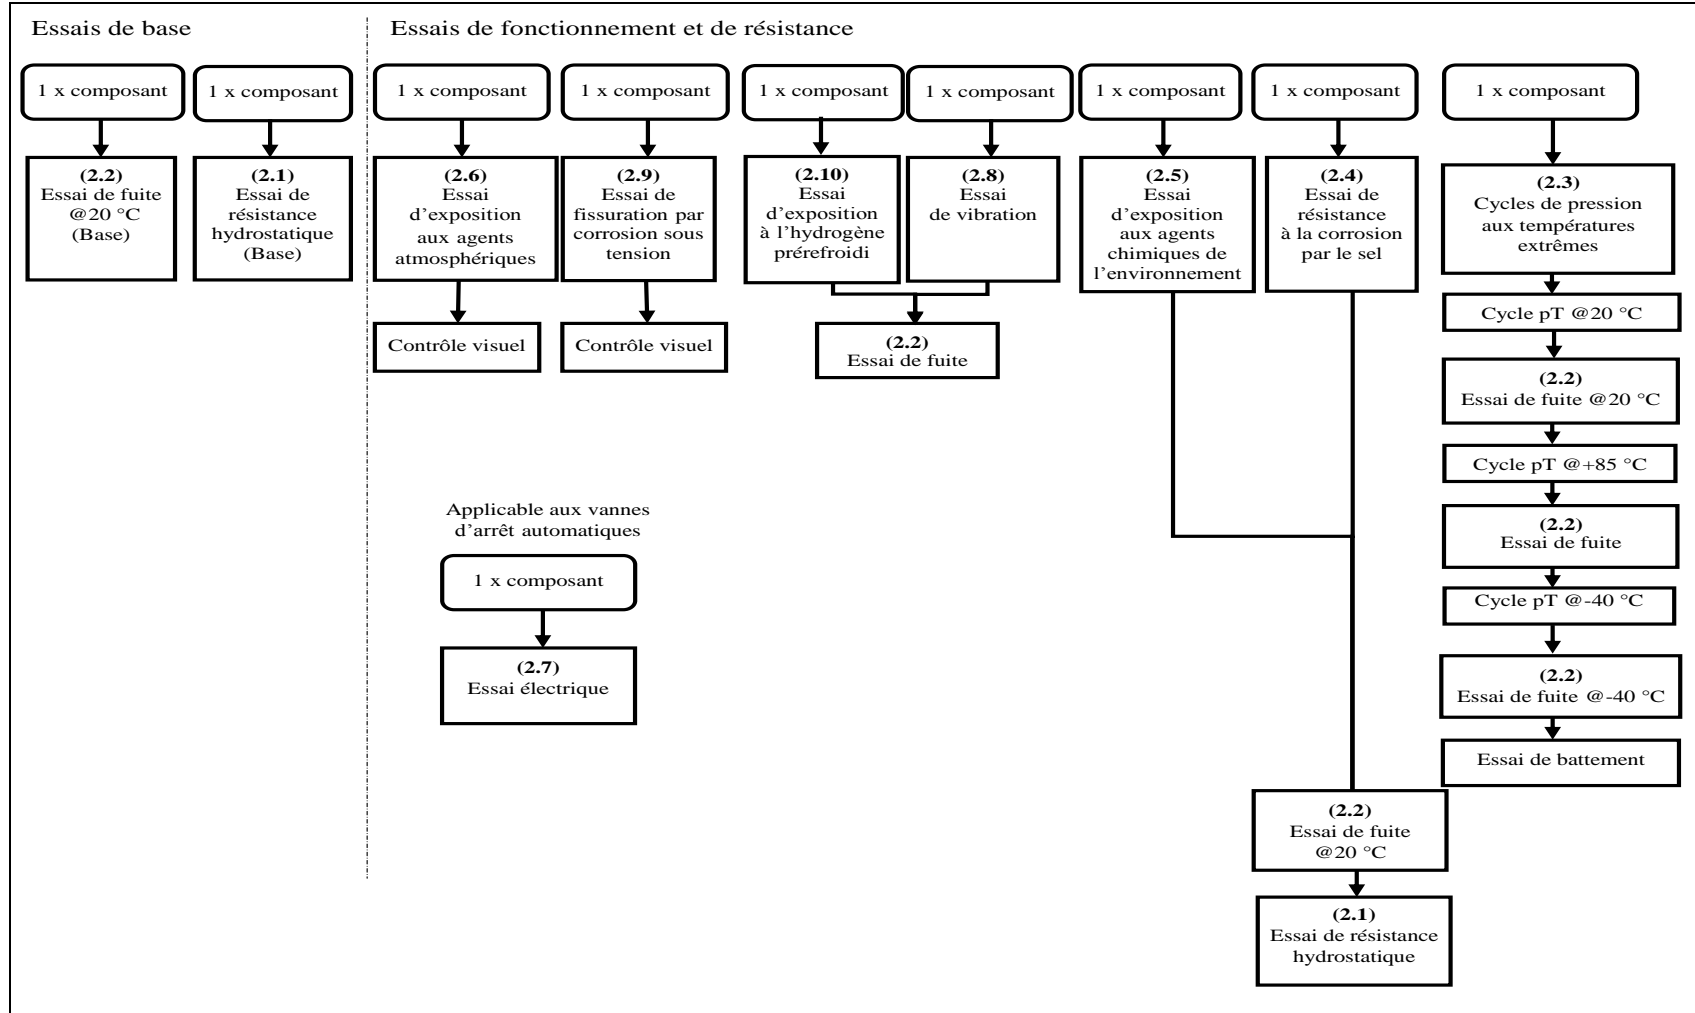 Essais de base
Essais de fonctionnement et de résistance
1 x composant
1 x composant
1 x composant
1 x composant
1 x composant
1 x composant
1 x composant
1 x composant
1 x composant
(2.2)
Essai de fuite
@20 °C
(Base)
(2.1)
Essai de
résistance
hydrostatique
(Base)
(2.6)
Essai
d’exposition
aux agents
atmosphériques
(2.9)
Essai de
fissuration par
corrosion sous
tension
(2.10)
Essai
d’exposition
à l’hydrogène
prérefroidi
(2.8)
Essai
de vibration
(2.5)
Essai
d’exposition
aux agents
chimiques de
l’environnement
(2.4)
Essai de
résistance
à la corrosion
par le sel
(2.3)
Cycles de pression
aux températures
extrêmes
Contrôle visuel
Contrôle visuel
(2.2)
Essai de fuite
Cycle pT @20 °C
(2.2)
Essai de fuite @20 °C
Cycle pT @+85 °C
(2.2)
Essai de fuite
Cycle pT @-40 °C
(2.2)
Essai de fuite @-40 °C
Essai de battement
Applicable aux vannes
d’arrêt automatiques
1 x composant
(2.7)
Essai électrique
(2.2)
Essai de fuite
@20 °C
(2.1)
Essai de résistance
hydrostatique